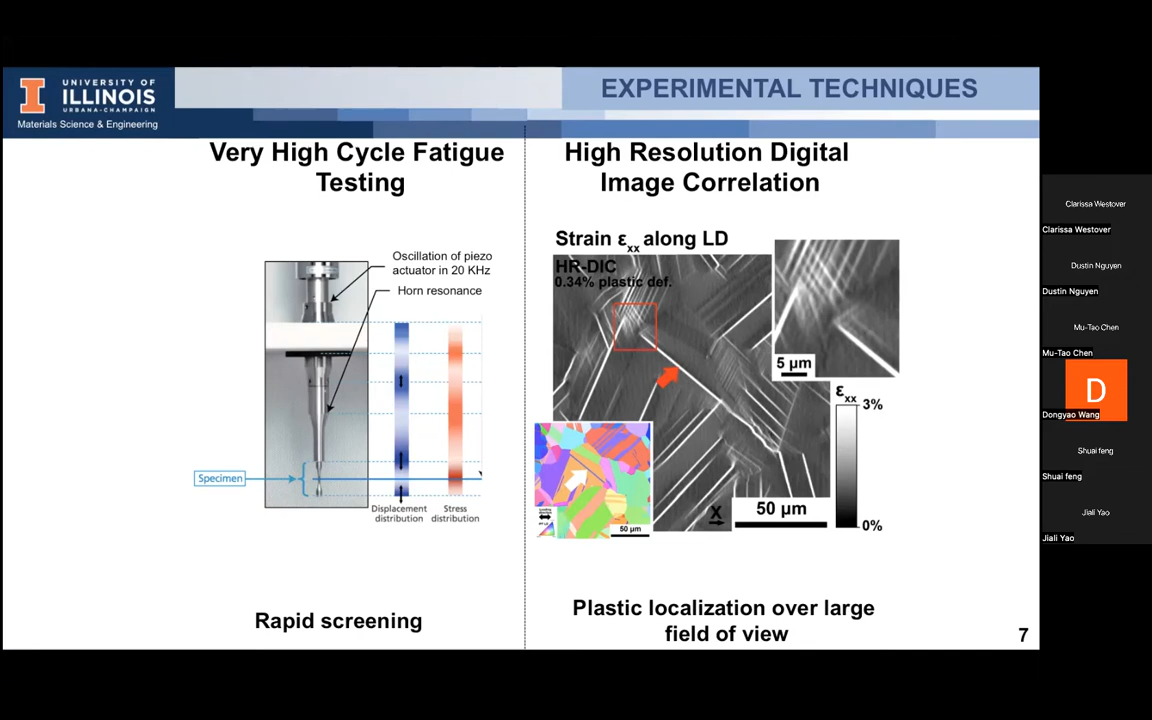 UNIVERSITY OF
ILLINOIS
URBANA-CHAMPAIGN
Materials Science & Engineering
EXPERIMENTAL TECHNIQUES
Very High Cycle Fatigue
Testing
Oscillation of piezo
actuator in 20 KHz
Horn resonance
Specimen
Displacement
distribution
Stress
distribution
Rapid screening
High Resolution Digital
Image Correlation
Strain εxx along LD
HR-DIC
0.34% plastic def.
5 µm
εxx
3%
0%
50 µm
X
50 µm
Plastic localization over large
field of view
7
Clarissa Westover
Clarissa Westover
Dustin Nguyen
Dustin Nguyen
Mu-Tao Chen
Mu-Tao Chen
D
Dongyao Wang
Shuai feng
Shuai feng
Jiali Yao
Jiali Yao